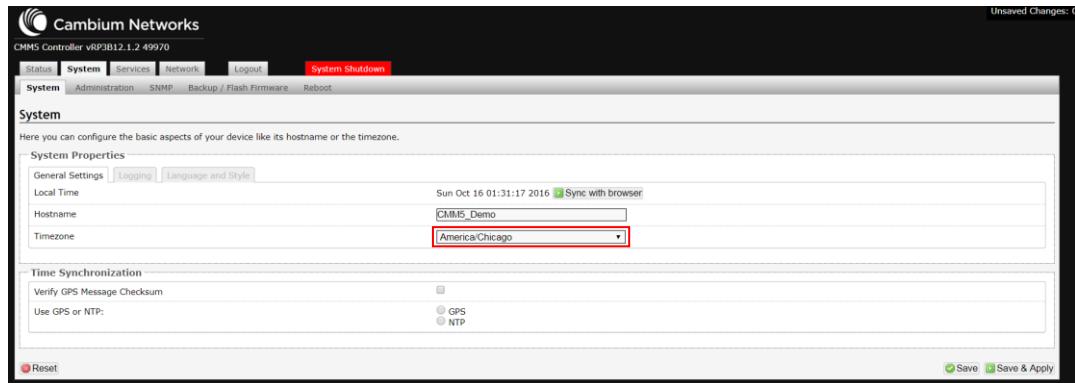 Unsaved Changes:
Cambium Networks
CMM5 Controller vRP3B12.1.2 49970
Status System Services Network Logout System Shutdown
System Administration SNMP Backup / Flash Firmware Reboot
System
Here you can configure the basic aspects of your device like its hostname or the timezone.
System Properties
General Settings Logging Language and Style
Local Time Sun Oct 16 01:31:17 2016 Sync with browser
Hostname CMM5_Demo
Timezone America/Chicago
Time Synchronization
Verify GPS Message Checksum
Use GPS or NTP: GPS
NTP
Reset Save Save & Apply